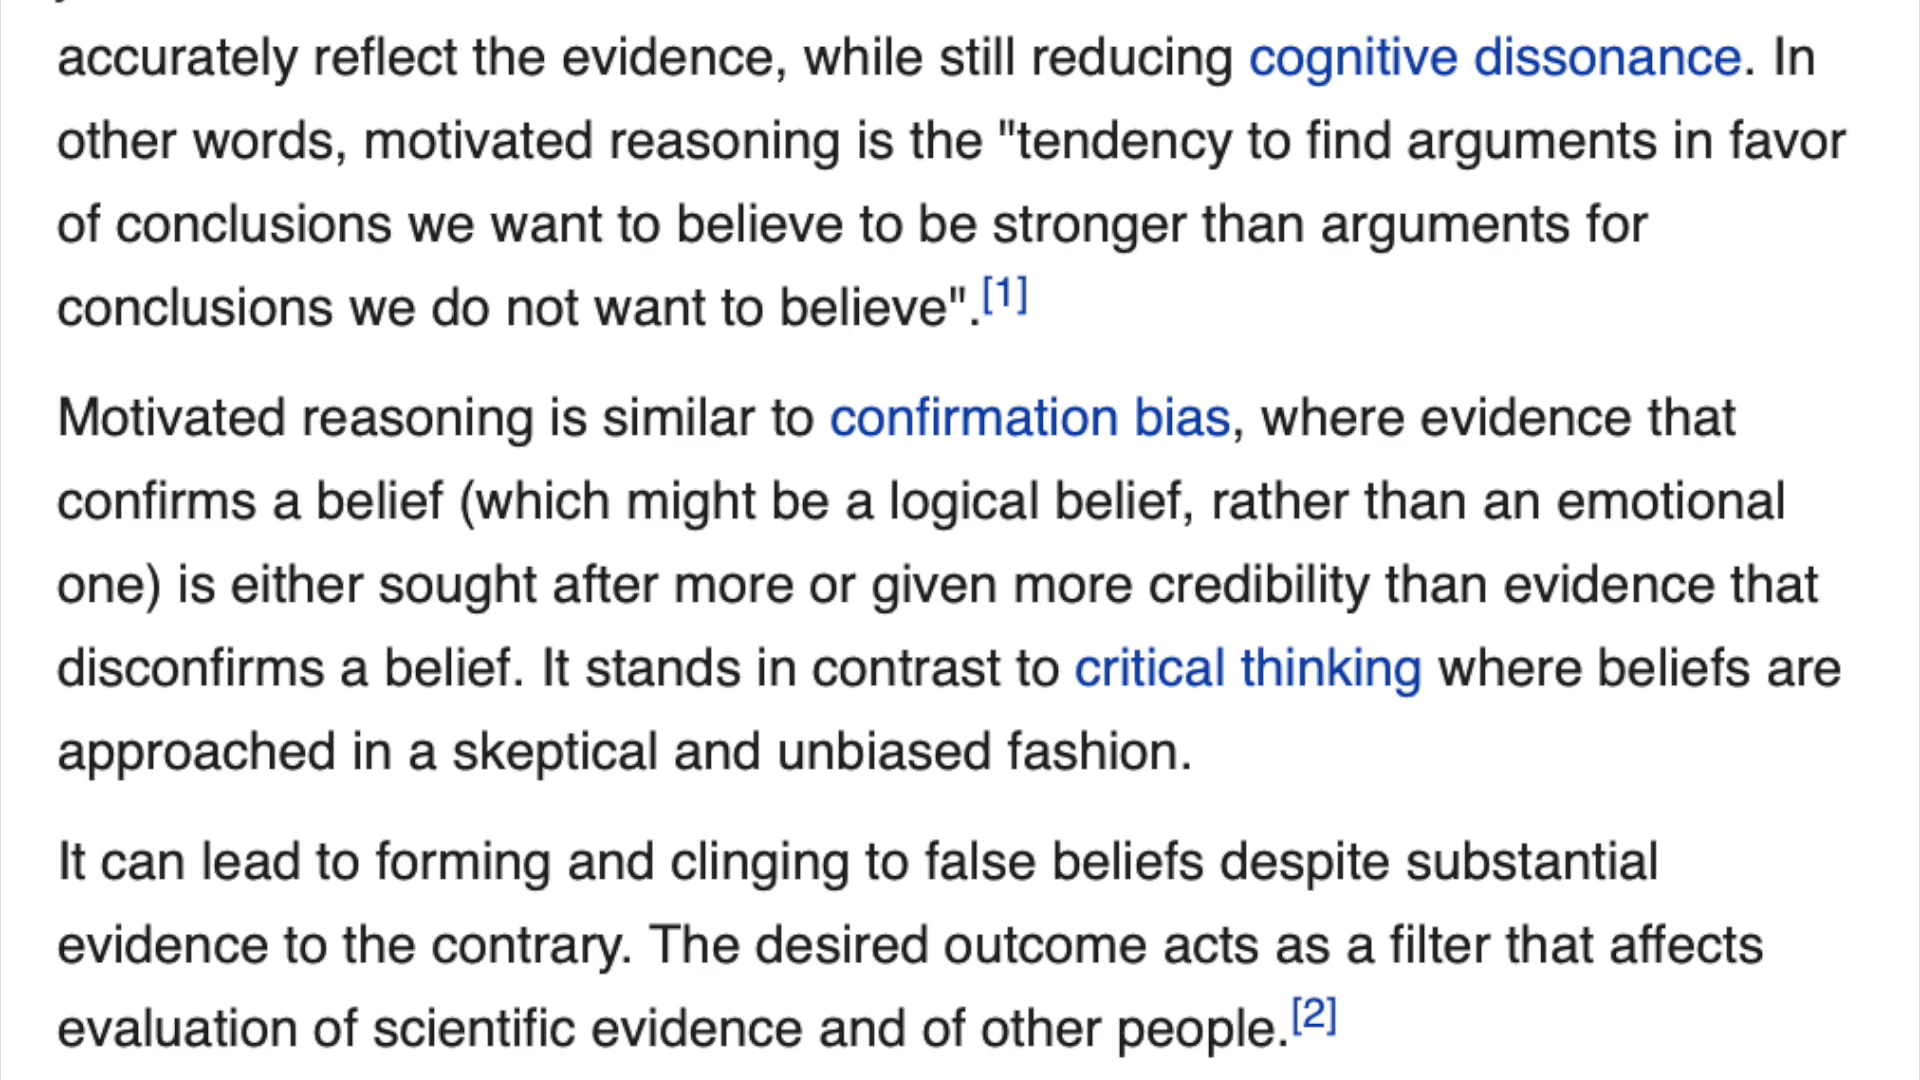 accurately reflect the evidence, while still reducing cognitive dissonance. In
other words, motivated reasoning is the "tendency to find arguments in favor
of conclusions we want to believe to be stronger than arguments for
conclusions we do not want to believe".[1]
Motivated reasoning is similar to confirmation bias, where evidence that
confirms a belief (which might be a logical belief, rather than an emotional
one) is either sought after more or given more credibility than evidence that
disconfirms a belief. It stands in contrast to critical thinking where beliefs are
approached in a skeptical and unbiased fashion.
It can lead to forming and clinging to false beliefs despite substantial
evidence to the contrary. The desired outcome acts as a filter that affects
evaluation of scientific evidence and of other people.[2]